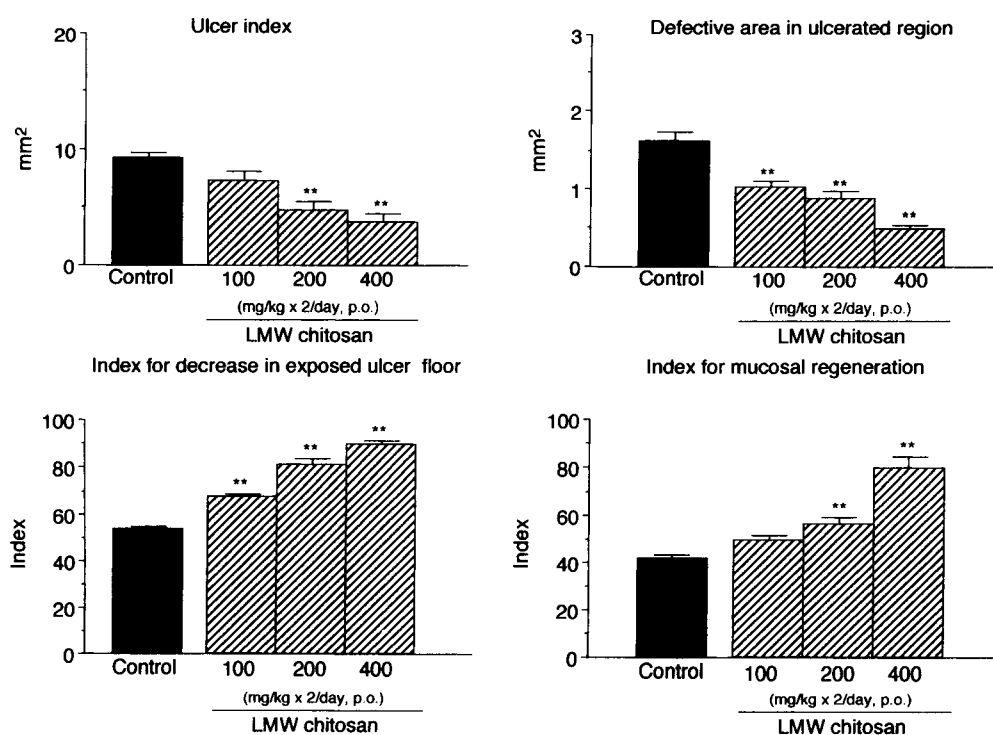 Ulcer index
20
10
0
mm²
**
**
Control
100
200
400
(mg/kg x 2/day, p.o.)
LMW chitosan
Defective area in ulcerated region
3
2
1
0
mm²
**
**
**
Control
100
200
400
(mg/kg x 2/day, p.o.)
LMW chitosan
Index for decrease in exposed ulcer floor
100
80
60
40
20
0
Index
**
**
**
Control
100
200
400
(mg/kg x 2/day, p.o.)
LMW chitosan
Index for mucosal regeneration
100
80
60
40
20
0
Index
**
**
Control
100
200
400
(mg/kg x 2/day, p.o.)
LMW chitosan